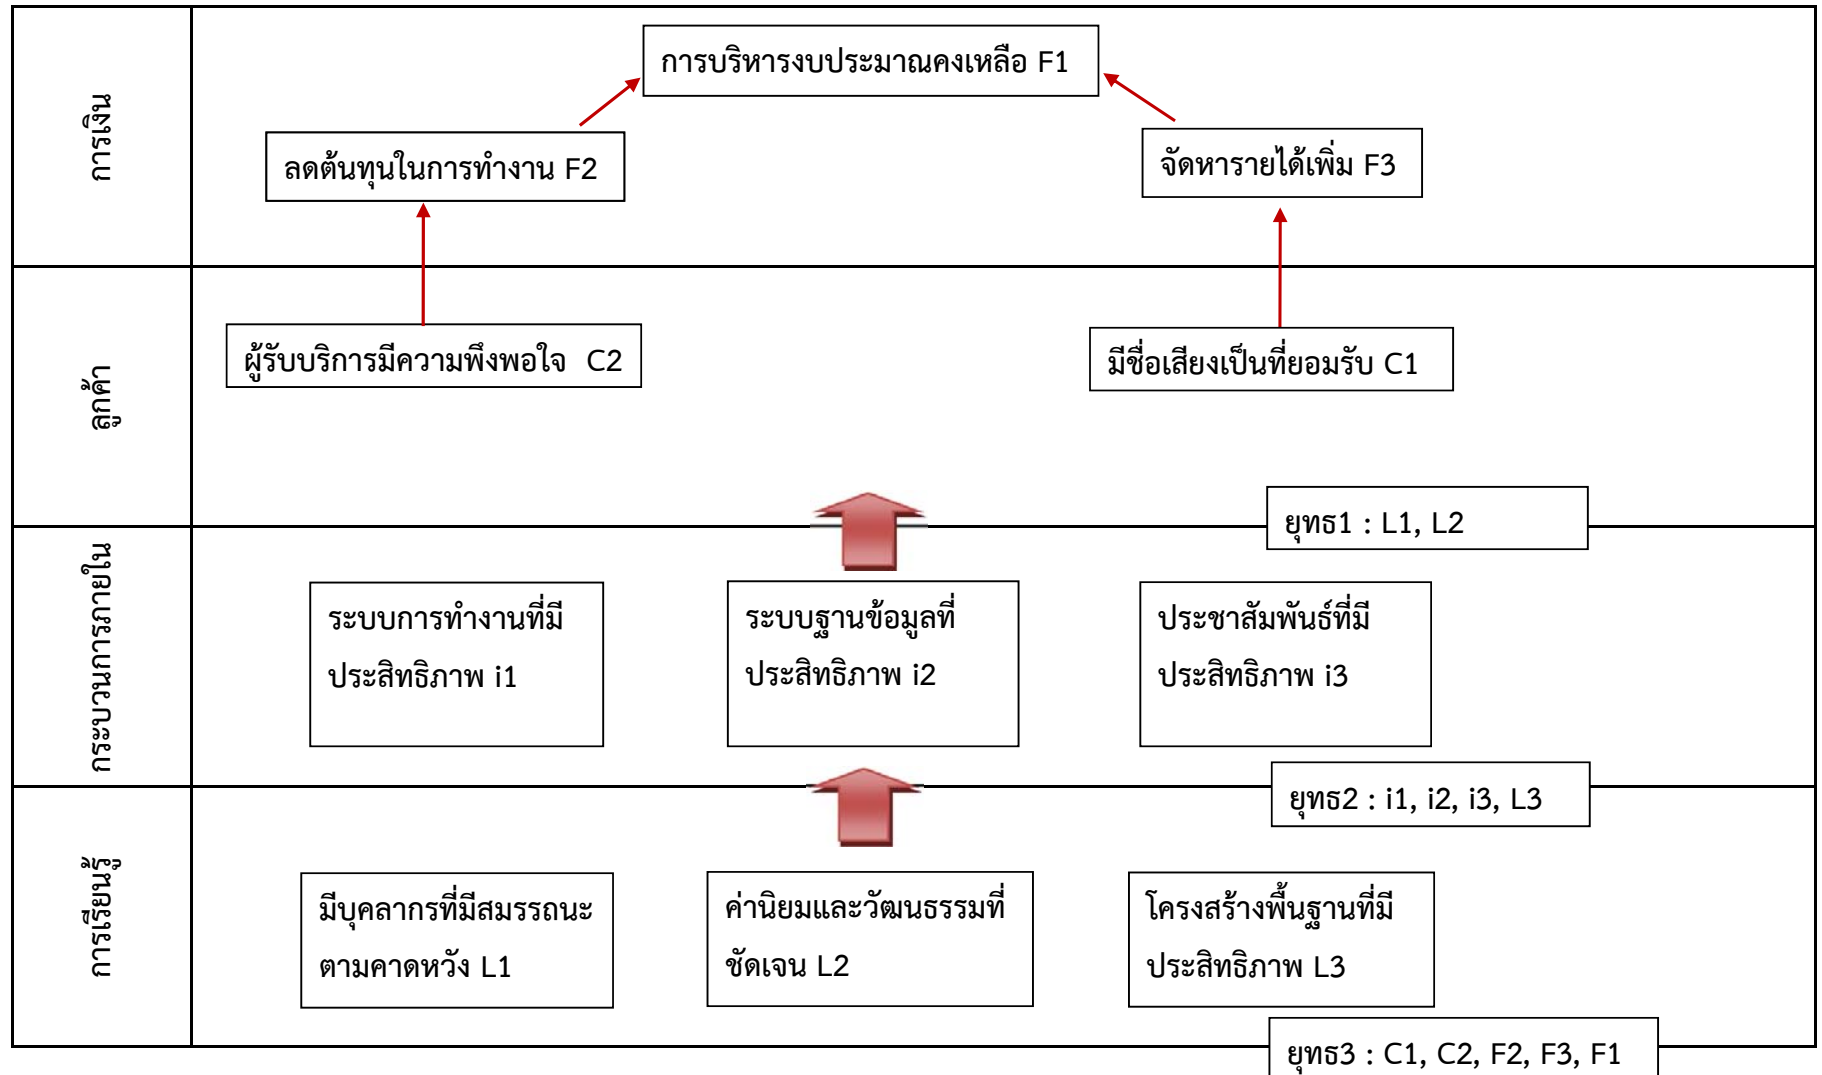 การเงิน
การบริหารงบประมาณคงเหลือ F1
ลดต้นทุนในการทำงาน F2
จัดหารายได้เพิ่ม F3
ลูกค้า
ผู้รับบริการมีความพึงพอใจ C2
มีชื่อเสียงเป็นที่ยอมรับ C1
ยุทธ1 : L1, L2
กระบวนการภายใน
ระบบการทำงานที่มี
ประสิทธิภาพ i1
ระบบฐานข้อมูลที่
ประสิทธิภาพ i2
ประชาสัมพันธ์ที่มี
ประสิทธิภาพ i3
ยุทธ2 : i1, i2, i3, L3
การเรียนรู้
มีบุคลากรที่มีสมรรถนะ
ตามคาดหวัง L1
ค่านิยมและวัฒนธรรมที่
ชัดเจน L2
โครงสร้างพื้นฐานที่มี
ประสิทธิภาพ L3
ยุทธ3 : C1, C2, F2, F3, F1